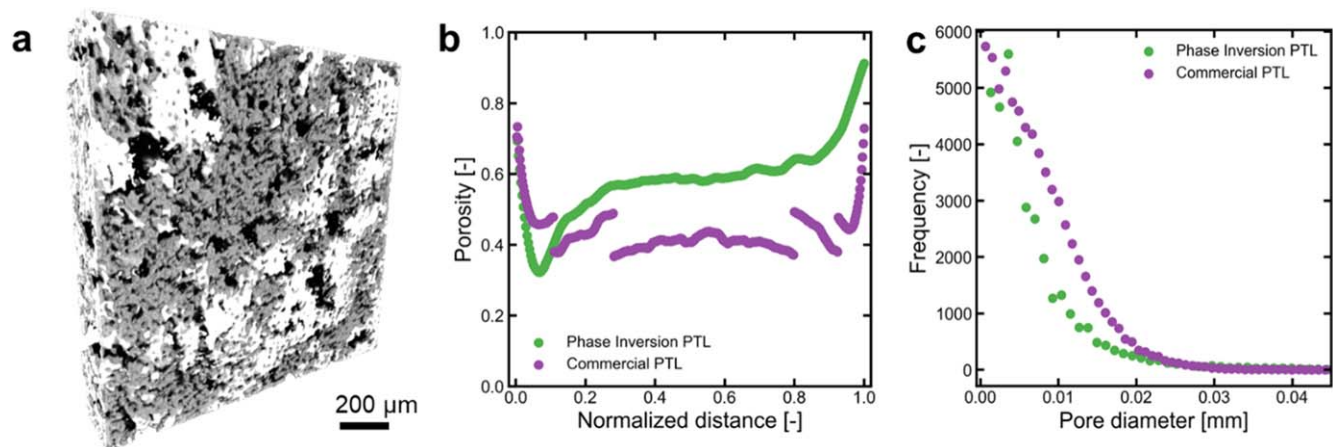 a
200 µm
b
Porosity [-]
1.0
0.8
0.6
0.4
0.2
0.0
Phase Inversion PTL
Commercial PTL
0.0 0.2 0.4 0.6 0.8 1.0
Normalized distance [-]
c
Frequency [-]
6000
5000
4000
3000
2000
1000
0
Phase Inversion PTL
Commercial PTL
0.00 0.01 0.02 0.03 0.04
Pore diameter [mm]